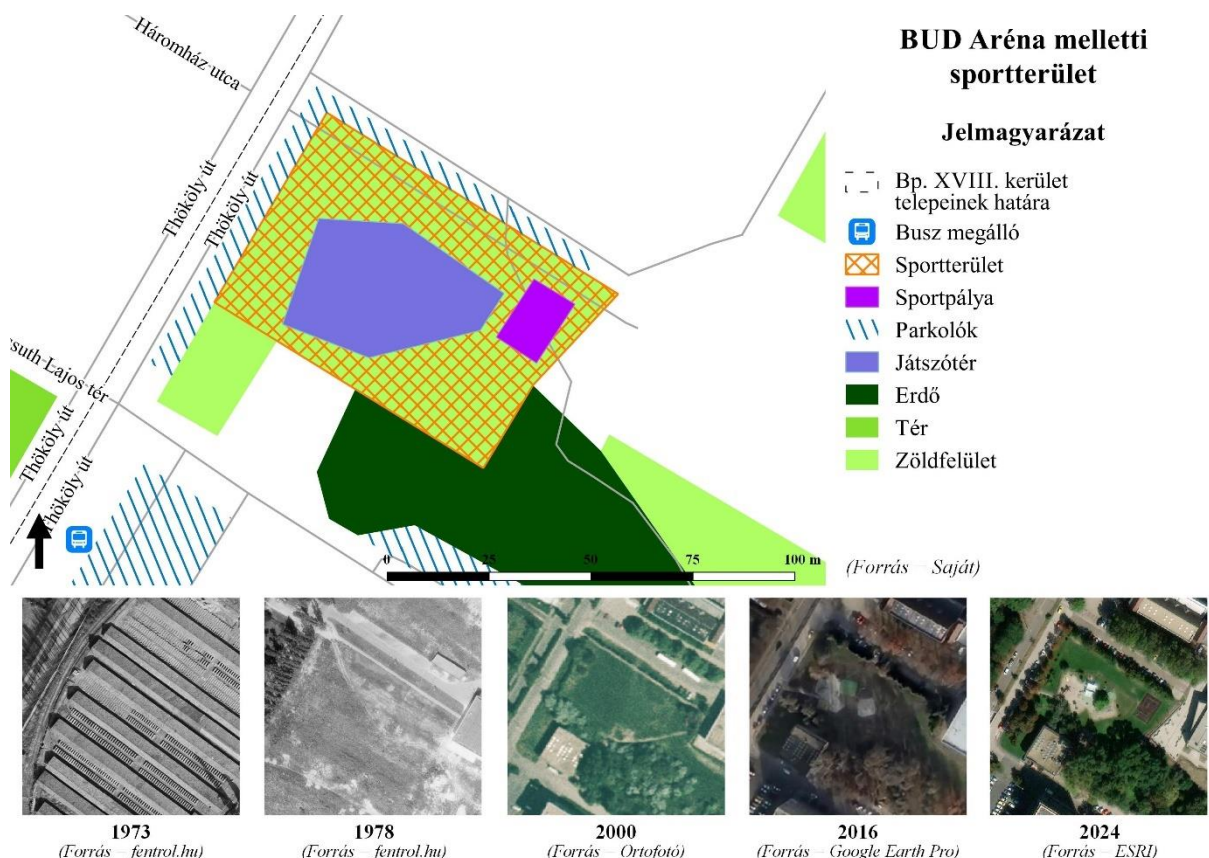 BUD Aréna melletti
sportterület
Jelmagyarázat
Bp. XVIII. kerület
telepeinek határa
Busz megálló
Sportterület
Sportpálya
Parkolók
Játszótér
Erdő
Tér
Zöldfelület
Háromház utca
Thököly út
Thököly út
suth Lajos tér
Thököly út
Thököly út
0 25 50 75 100 m
(Forrás – Saját)
1973
(Forrás – fentrol.hu)
1978
(Forrás – fentrol.hu)
2000
(Forrás – Ortofotó)
2016
(Forrás – Google Earth Pro)
2024
(Forrás – ESRI)